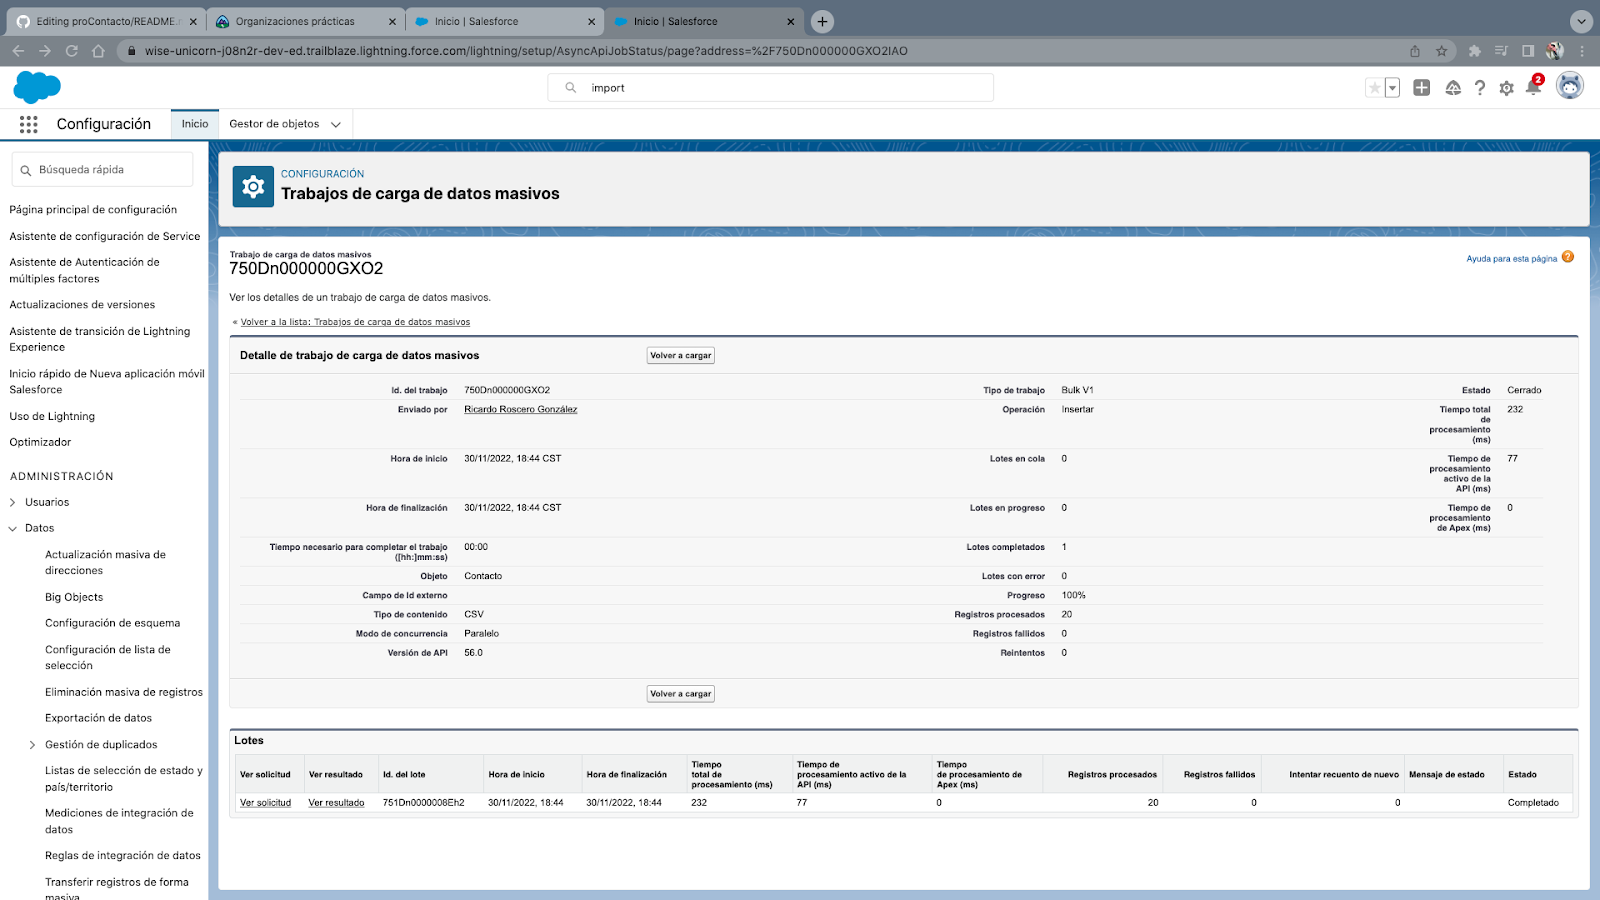 Editing proContacto/README.
Organizaciones prácticas
Inicio | Salesforce
Inicio | Salesforce
wise-unicorn-j08n2r-dev-ed.trailblaze.lightning.force.com/lightning/setup/AsyncApiJobStatus/page?address=%2F750Dn000000GXO2IAO
import
2
Configuración
Inicio
Gestor de objetos
Búsqueda rápida
Página principal de configuración
Asistente de configuración de Service
Asistente de Autenticación de
múltiples factores
Actualizaciones de versiones
Asistente de transición de Lightning
Experience
Inicio rápido de Nueva aplicación móvil
Salesforce
Uso de Lightning
Optimizador
ADMINISTRACIÓN
Usuarios
Datos
Actualización masiva de
direcciones
Big Objects
Configuración de esquema
Configuración de lista de
selección
Eliminación masiva de registros
Exportación de datos
Gestión de duplicados
Listas de selección de estado y
país/territorio
Mediciones de integración de
datos
Reglas de integración de datos
Transferir registros de forma
masiva
CONFIGURACIÓN
Trabajos de carga de datos masivos
Trabajo de carga de datos masivos
750Dn000000GXO2
Ayuda para esta página
Ver los detalles de un trabajo de carga de datos masivos.
« Volver a la lista: Trabajos de carga de datos masivos
Detalle de trabajo de carga de datos masivos
Volver a cargar
Id. del trabajo 750Dn000000GXO2 Tipo de trabajo Bulk V1 Estado Cerrado
Enviado por Ricardo Roscero González Operación Insertar Tiempo total 232
de
procesamiento
(ms)
Hora de inicio 30/11/2022, 18:44 CST Lotes en cola 0 Tiempo de 77
procesamiento
activo de la
API (ms)
Hora de finalización 30/11/2022, 18:44 CST Lotes en progreso 0 Tiempo de 0
procesamiento
de Apex (ms)
Tiempo necesario para completar el trabajo 00:00 Lotes completados 1
([hh:]mm:ss)
Objeto Contacto Lotes con error 0
Campo de Id externo Progreso 100%
Tipo de contenido CSV Registros procesados 20
Modo de concurrencia Paralelo Registros fallidos 0
Versión de API 56.0 Reintentos 0
Volver a cargar
Lotes
Ver solicitud Ver resultado Id. del lote Hora de inicio Hora de finalización Tiempo total de procesamiento (ms) Tiempo de procesamiento activo de la API (ms) Tiempo de procesamiento de Apex (ms) Registros procesados Registros fallidos Intentar recuento de nuevo Mensaje de estado Estado
Ver solicitud Ver resultado 751Dn0000008Eh2 30/11/2022, 18:44 30/11/2022, 18:44 232 77 0 20 0 0 Completado